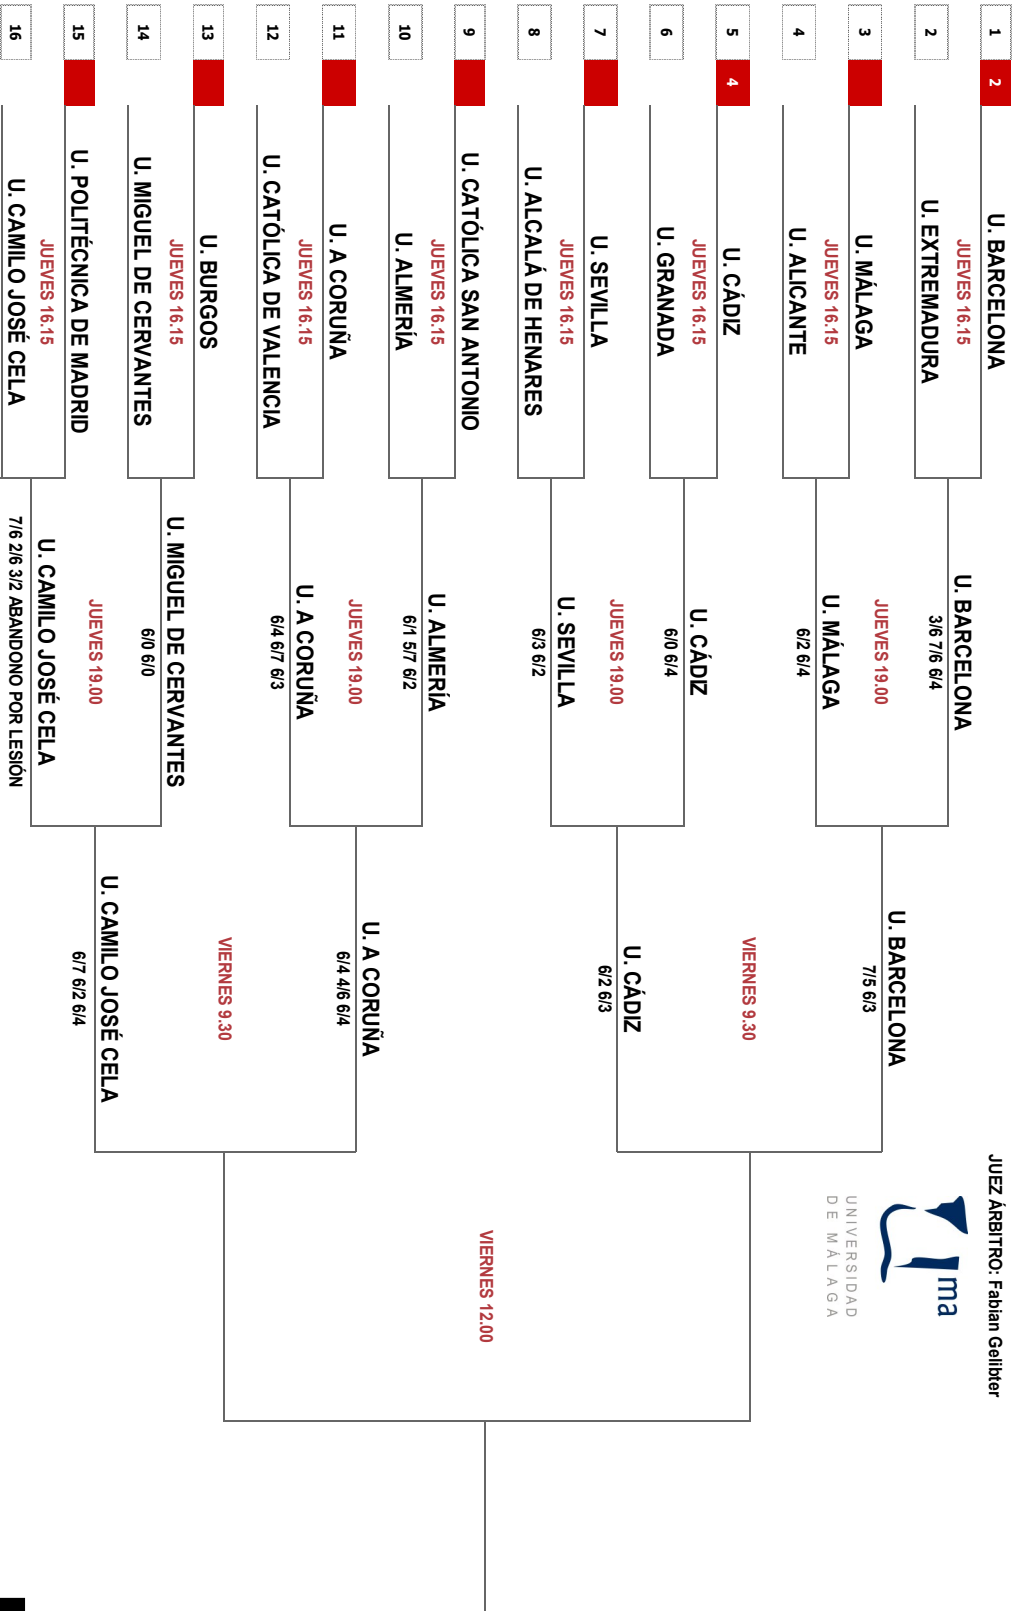 JUEZ ÁRBITRO: Fabian Gelibter
uma
UNIVERSIDAD
DE MÁLAGA
1
2
U. BARCELONA
JUEVES 16.15
2
U. EXTREMADURA
3
U. MÁLAGA
JUEVES 16.15
4
U. ALICANTE
5
4
U. CÁDIZ
JUEVES 16.15
6
U. GRANADA
7
U. SEVILLA
JUEVES 16.15
8
U. ALCALÁ DE HENARES
9
U. CATÓLICA SAN ANTONIO
JUEVES 16.15
10
U. ALMERÍA
11
U. A CORUÑA
JUEVES 16.15
12
U. CATÓLICA DE VALENCIA
13
U. BURGOS
JUEVES 16.15
14
U. MIGUEL DE CERVANTES
15
U. POLITÉCNICA DE MADRID
JUEVES 16.15
16
U. CAMILO JOSÉ CELA
U. BARCELONA
3/6 7/6 6/4
JUEVES 19.00
U. MÁLAGA
6/2 6/4
U. CÁDIZ
6/0 6/4
JUEVES 19.00
U. SEVILLA
6/3 6/2
U. ALMERÍA
6/1 5/7 6/2
JUEVES 19.00
U. A CORUÑA
6/4 6/7 6/3
U. MIGUEL DE CERVANTES
6/0 6/0
JUEVES 19.00
U. CAMILO JOSÉ CELA
7/6 2/6 3/2 ABANDONO POR LESIÓN
U. BARCELONA
7/5 6/3
VIERNES 9.30
U. CÁDIZ
6/2 6/3
U. A CORUÑA
6/4 4/6 6/4
VIERNES 9.30
U. CAMILO JOSÉ CELA
6/7 6/2 6/4
VIERNES 12.00